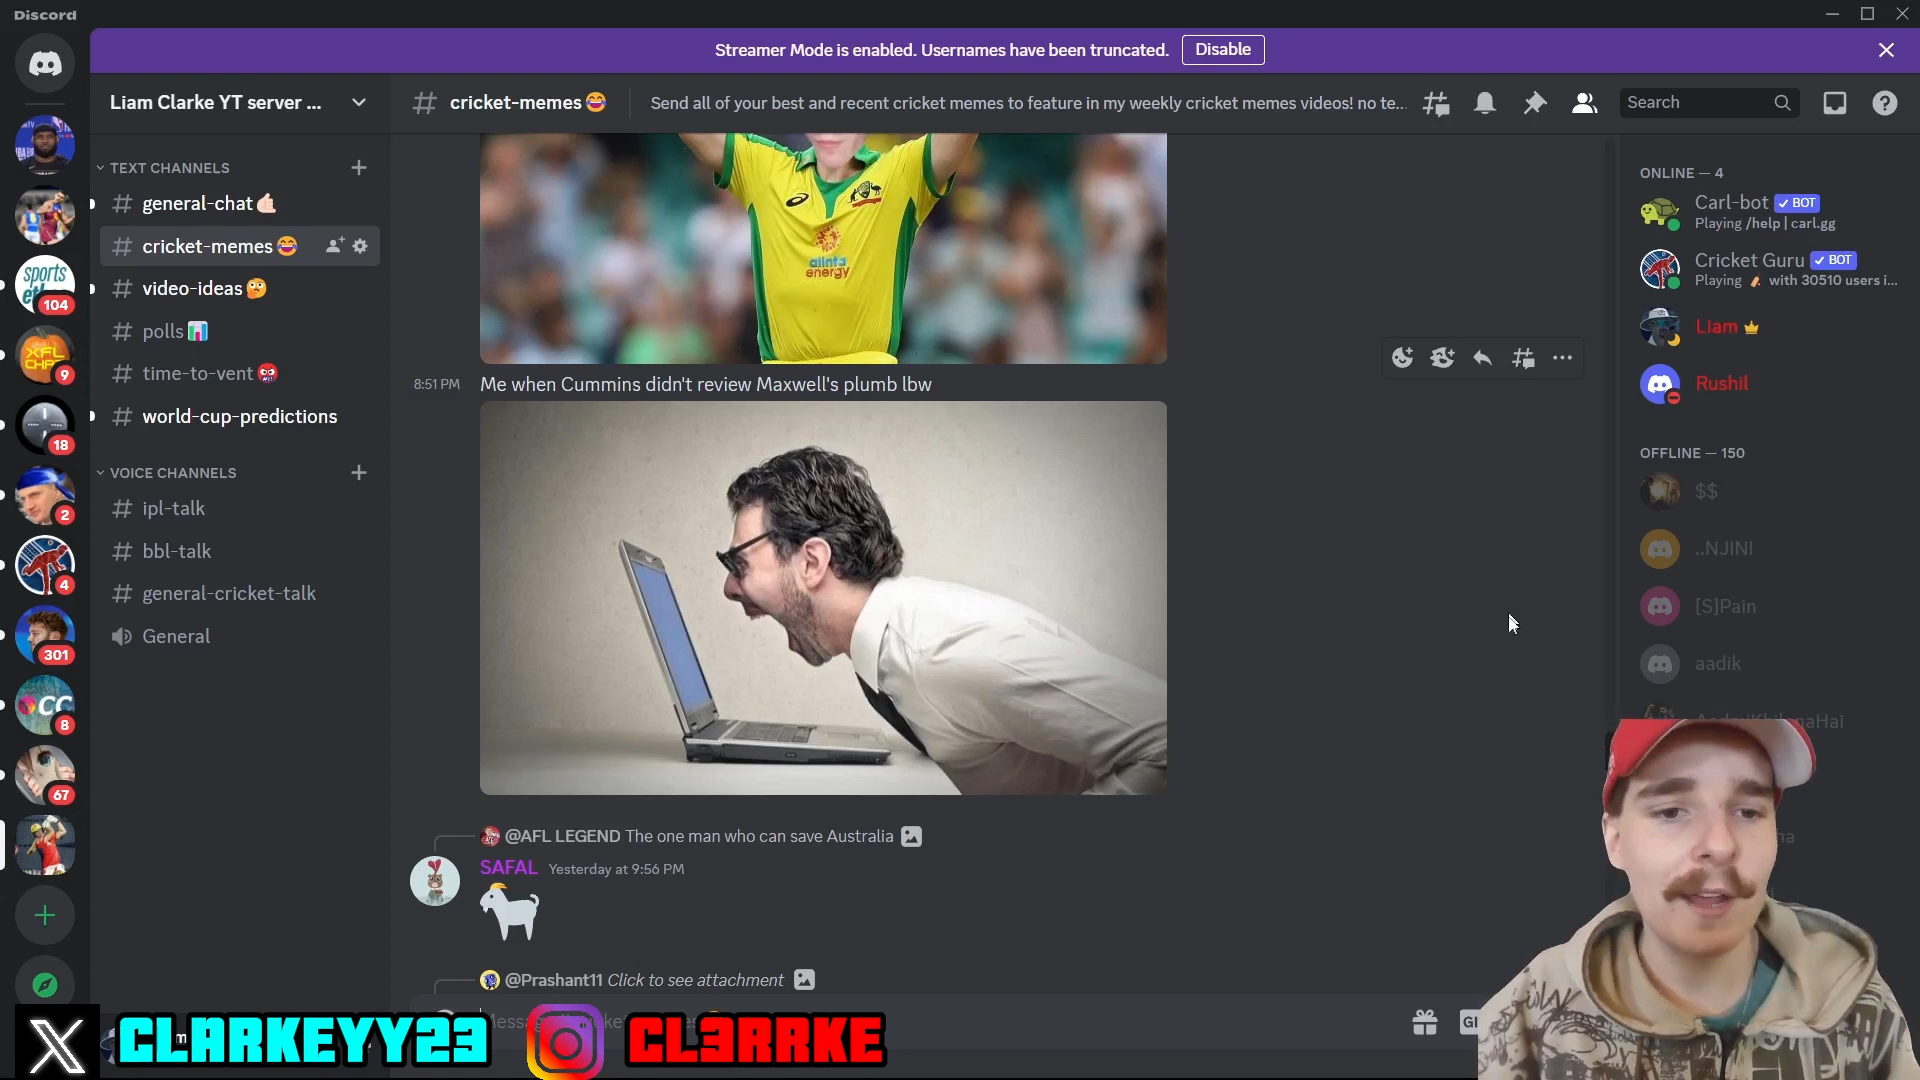 Discord
Streamer Mode is enabled. Usernames have been truncated.
Disable
Liam Clarke YT server ...
cricket-memes😂
Send all of your best and recent cricket memes to feature in my weekly cricket memes videos! no te...
Search
TEXT CHANNELS
general-chat🤙🏻
cricket-memes😂
video-ideas🤔
polls📊
time-to-vent🤬
world-cup-predictions
VOICE CHANNELS
ipl-talk
bbl-talk
general-cricket-talk
General
sports
104
XFL
9
18
2
4
301
CC
8
67
alinta
energy
8:51 PM
Me when Cummins didn't review Maxwell's plumb lbw
@AFL LEGEND The one man who can save Australia
SAFAL Yesterday at 9:56 PM
@Prashant11 Click to see attachment
ONLINE — 4
Carl-bot ✓ BOT
Playing /help | carl.gg
Cricket Guru ✓ BOT
Playing 🏏 with 30510 users i...
Liam
Rushil
OFFLINE — 150
$$
..NJINI
[S]Pain
aadik
CLARKEYY23
CL3RRKE